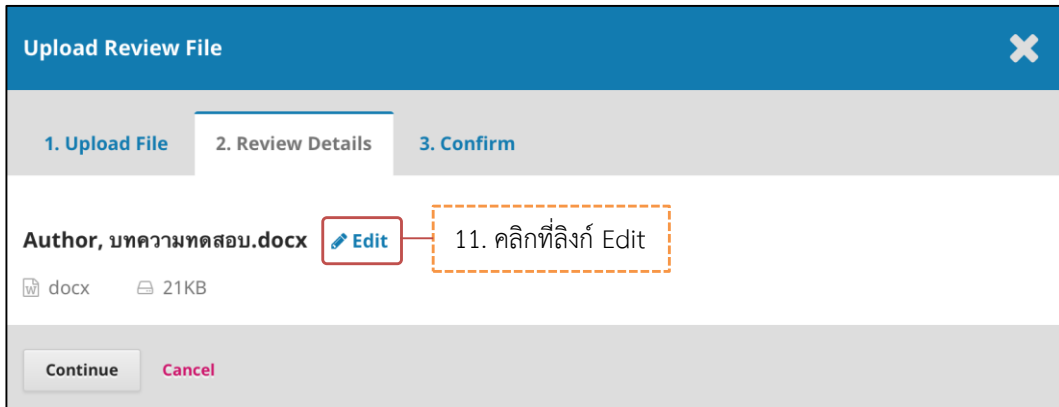 Upload Review File
1. Upload File 2. Review Details 3. Confirm
Author, บทความทดสอบ.docx Edit
11. คลิกที่ลิงก์ Edit
docx 21KB
Continue Cancel